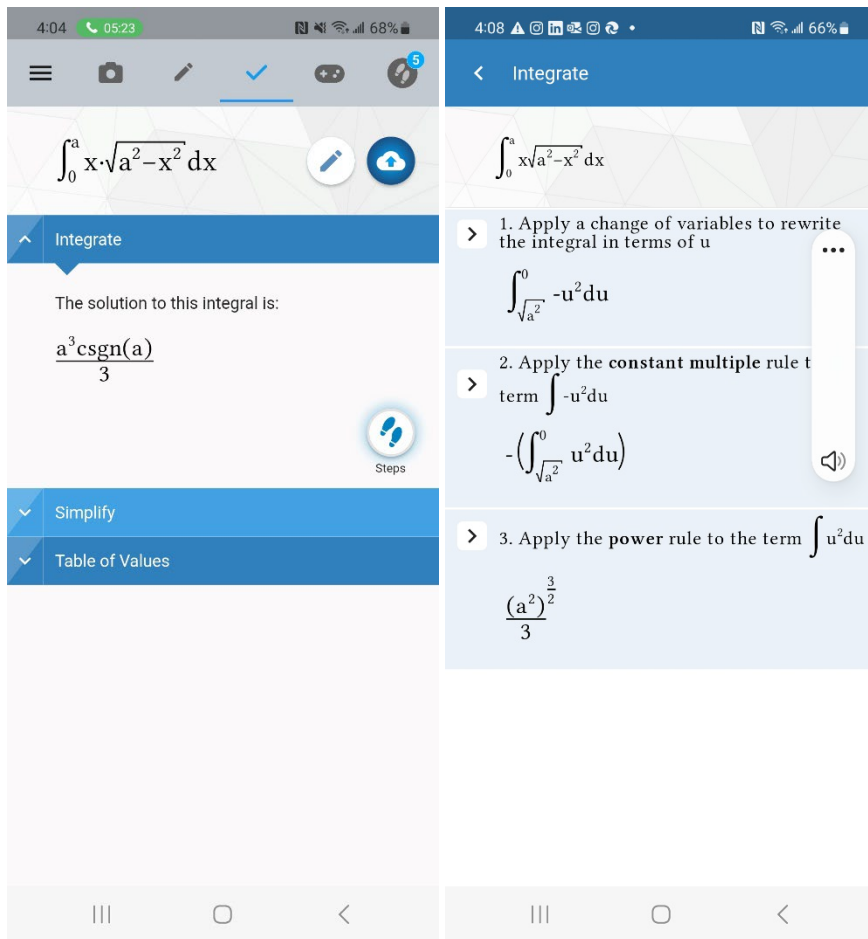 4:04 05:23 68%
5
∫₀ᵃ x·√(a²−x²) dx
Integrate
The solution to this integral is:
a³csgn(a)
3
Steps
Simplify
Table of Values
4:08 in 66%
Integrate
∫₀ᵃ x√(a²−x²) dx
1. Apply a change of variables to rewrite
the integral in terms of u
∫_√(a²)^0 -u²du
2. Apply the constant multiple rule t
term ∫ -u²du
-(∫_√(a²)^0 u²du)
3. Apply the power rule to the term ∫ u²du
(a²)^(3/2)
3